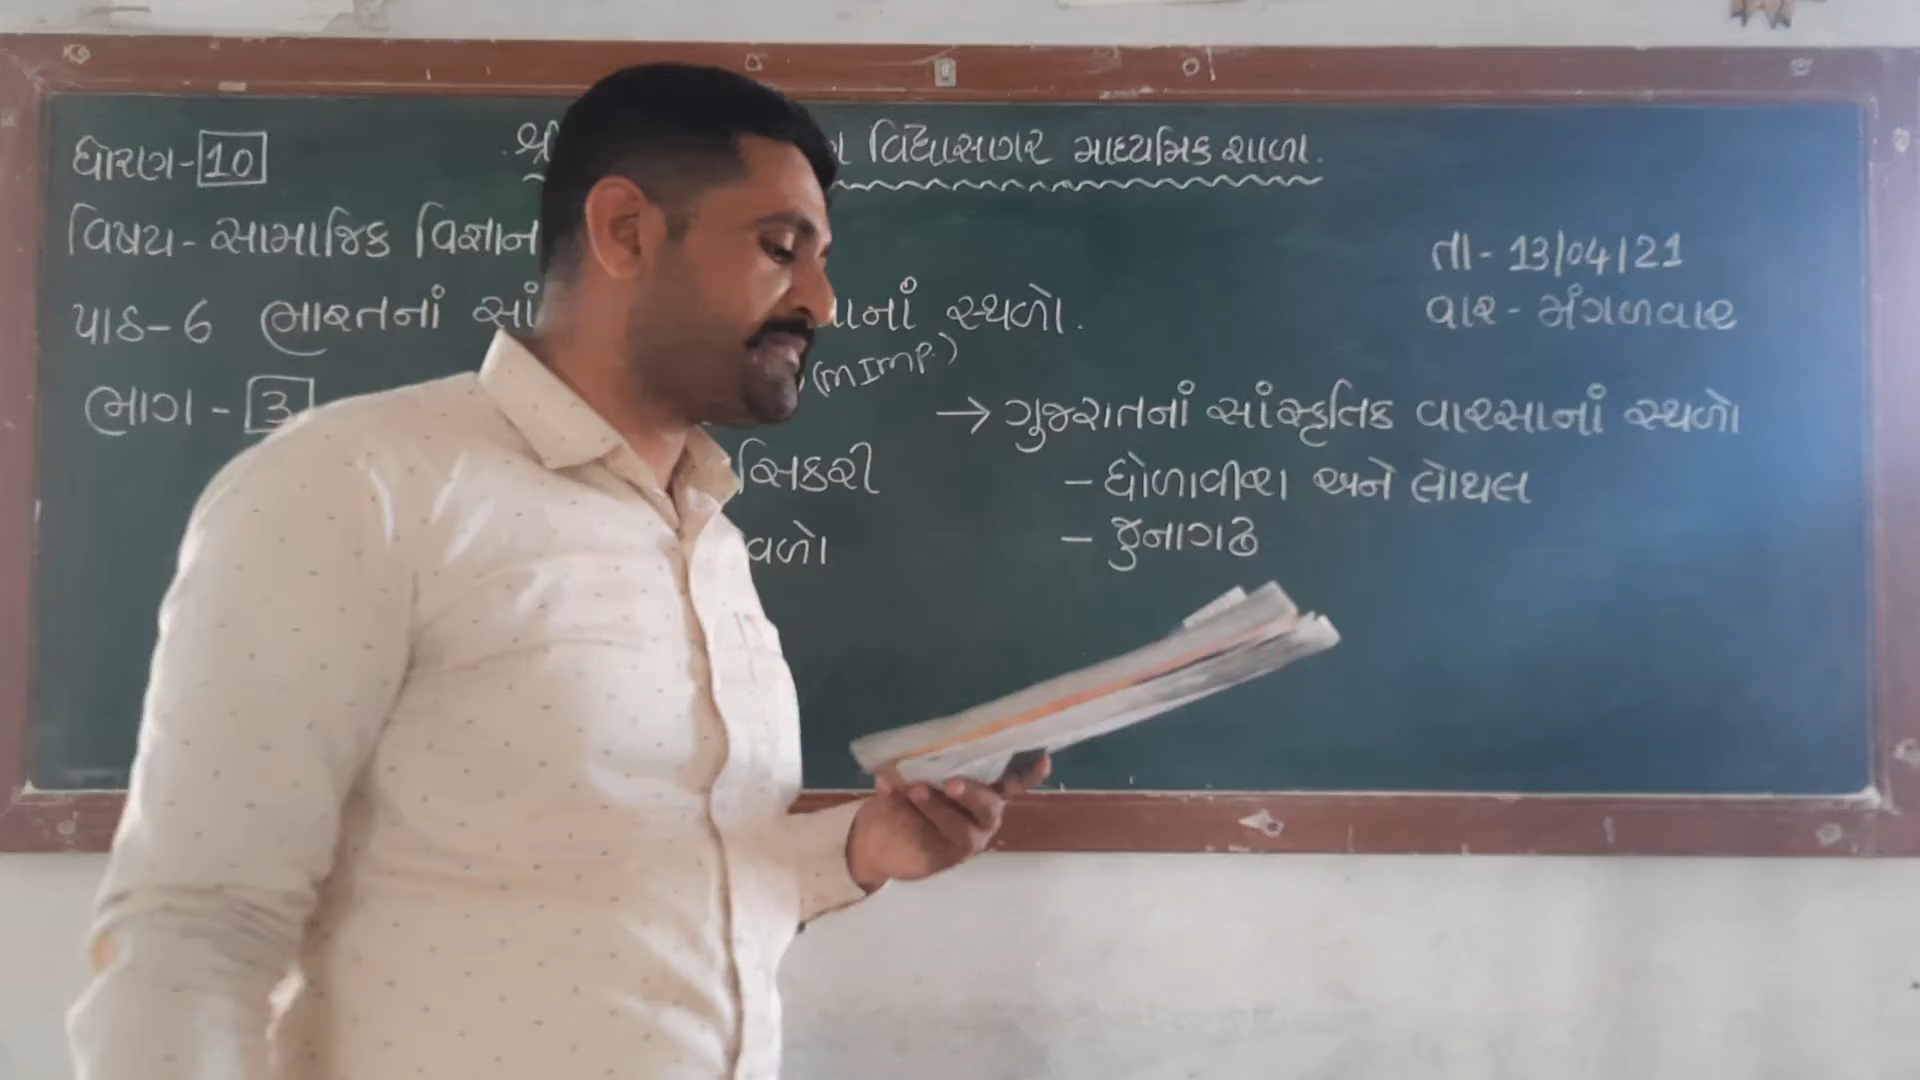 ધોરણ-10
શ્રી વિદ્યાસાગર માધ્યમિક શાળા.
વિષય- સામાજિક વિજ્ઞાન
તા- 13/04/21
પાઠ-6 ભારતનાં સાં ાનાં સ્થળો.
વાર- મંગળવાર
(mImp.)
ભાગ - 3
→ ગુજરાતનાં સાંસ્કૃતિક વારસાનાં સ્થળો
સિકરી
- ધોળાવીરા અને લોથલ
વળો
- જુનાગઢ